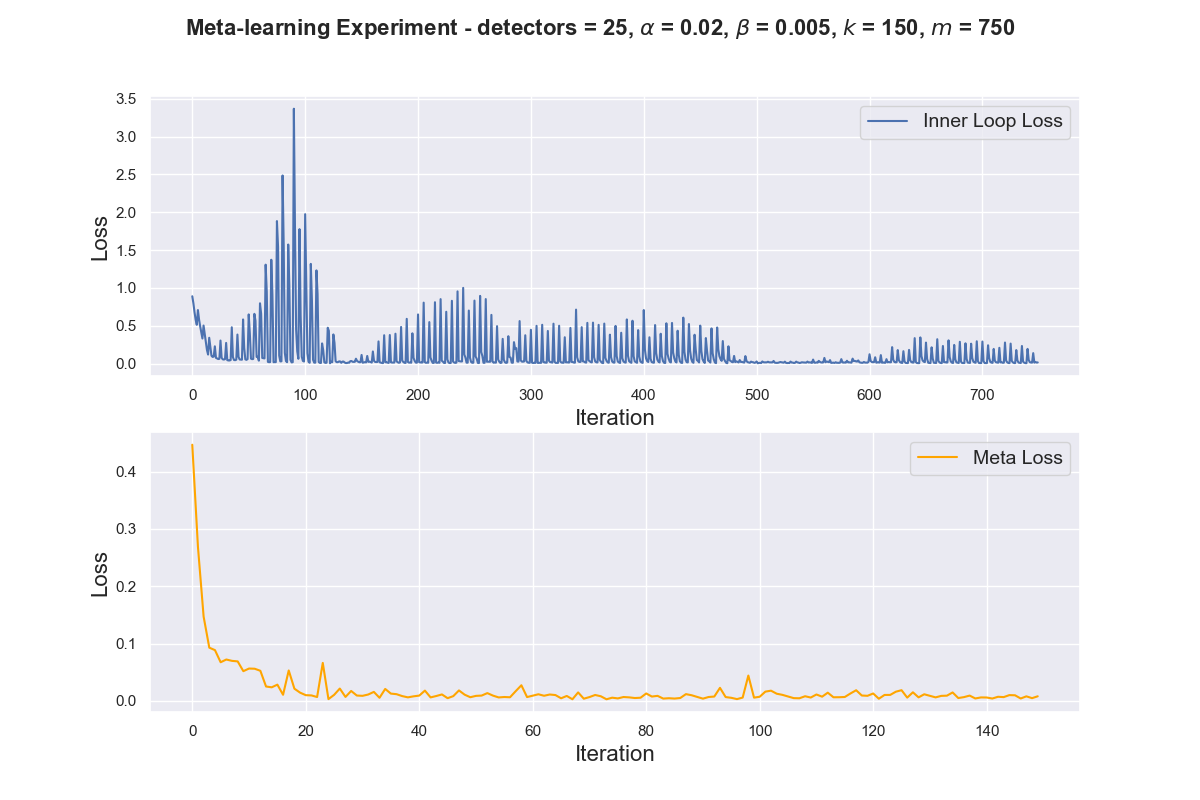 Meta-learning Experiment - detectors = 25, α = 0.02, β = 0.005, k = 150, m = 750
3.5
3.0
2.5
2.0
1.5
1.0
0.5
0.0
Loss
Inner Loop Loss
0 100 200 300 400 500 600 700
Iteration
0.4
0.3
0.2
0.1
0.0
Loss
Meta Loss
0 20 40 60 80 100 120 140
Iteration